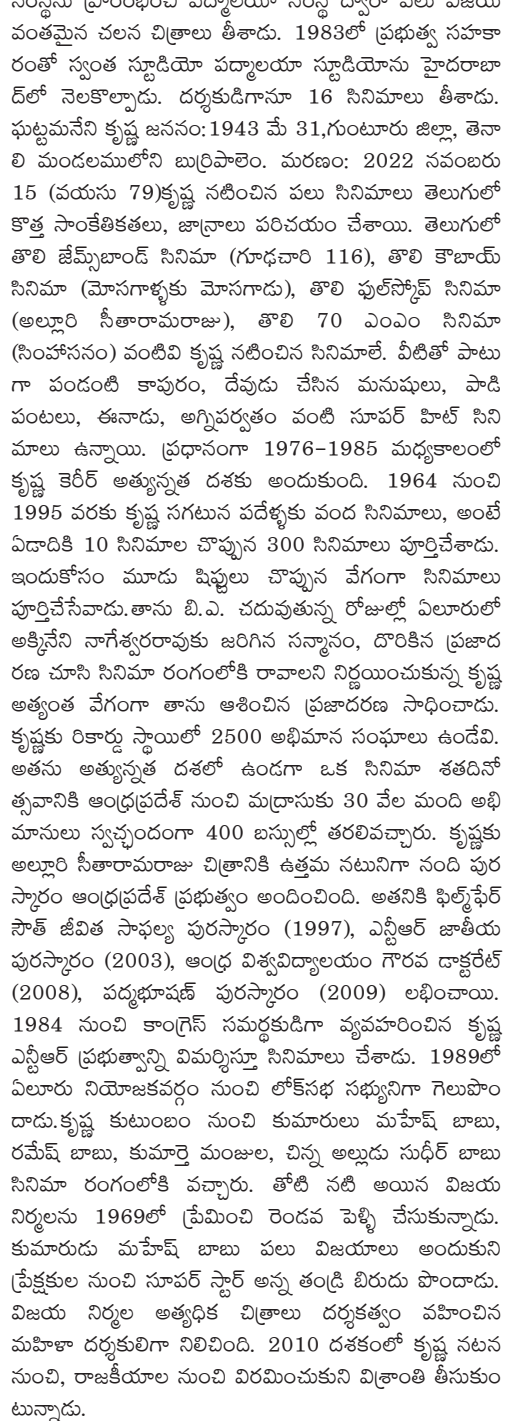 సంస్థను ప్రారంభించి పద్మాలయా సంస్థ ద్వారా పలు విజయ
వంతమైన చలన చిత్రాలు తీశాడు. 1983లో ప్రభుత్వ సహకా
రంతో స్వంత స్టూడియో పద్మాలయా స్టూడియోను హైదరాబా
ద్‌లో నెలకొల్పాడు. దర్శకుడిగానూ 16 సినిమాలు తీశాడు.
ఘట్టమనేని కృష్ణ జననం:1943 మే 31,గుంటూరు జిల్లా, తెనా
లి మండలములోని బుర్రిపాలెం. మరణం: 2022 నవంబరు
15 (వయసు 79)కృష్ణ నటించిన పలు సినిమాలు తెలుగులో
కొత్త సాంకేతికతలు, జాన్రాలు పరిచయం చేశాయి. తెలుగులో
తొలి జేమ్స్‌బాండ్ సినిమా (గూఢచారి 116), తొలి కౌబాయ్
సినిమా (మోసగాళ్ళకు మోసగాడు), తొలి ఫుల్‌స్కోప్ సినిమా
(అల్లూరి సీతారామరాజు), తొలి 70 ఎంఎం సినిమా
(సింహాసనం) వంటివి కృష్ణ నటించిన సినిమాలే. వీటితో పాటు
గా పండంటి కాపురం, దేవుడు చేసిన మనుషులు, పాడి
పంటలు, ఈనాడు, అగ్నిపర్వతం వంటి సూపర్ హిట్ సిని
మాలు ఉన్నాయి. ప్రధానంగా 1976-1985 మధ్యకాలంలో
కృష్ణ కెరీర్ అత్యున్నత దశకు అందుకుంది. 1964 నుంచి
1995 వరకు కృష్ణ సగటున పదేళ్ళకు వంద సినిమాలు, అంటే
ఏడాదికి 10 సినిమాల చొప్పున 300 సినిమాలు పూర్తిచేశాడు.
ఇందుకోసం మూడు షిఫ్టులు చొప్పున వేగంగా సినిమాలు
పూర్తిచేసేవాడు.తాను బి.ఎ. చదువుతున్న రోజుల్లో ఏలూరులో
అక్కినేని నాగేశ్వరరావుకు జరిగిన సన్మానం, దొరికిన ప్రజాద
రణ చూసి సినిమా రంగంలోకి రావాలని నిర్ణయించుకున్న కృష్ణ
అత్యంత వేగంగా తాను ఆశించిన ప్రజాదరణ సాధించాడు.
కృష్ణకు రికార్డు స్థాయిలో 2500 అభిమాన సంఘాలు ఉండేవి.
అతను అత్యున్నత దశలో ఉండగా ఒక సినిమా శతదినో
త్సవానికి ఆంధ్రప్రదేశ్ నుంచి మద్రాసుకు 30 వేల మంది అభి
మానులు స్వచ్ఛందంగా 400 బస్సుల్లో తరలివచ్చారు. కృష్ణకు
అల్లూరి సీతారామరాజు చిత్రానికి ఉత్తమ నటునిగా నంది పుర
స్కారం ఆంధ్రప్రదేశ్ ప్రభుత్వం అందించింది. అతనికి ఫిల్మ్‌ఫేర్
సౌత్ జీవిత సాఫల్య పురస్కారం (1997), ఎన్టీఆర్ జాతీయ
పురస్కారం (2003), ఆంధ్ర విశ్వవిద్యాలయం గౌరవ డాక్టరేట్
(2008), పద్మభూషణ్ పురస్కారం (2009) లభించాయి.
1984 నుంచి కాంగ్రెస్ సమర్థకుడిగా వ్యవహరించిన కృష్ణ
ఎన్టీఆర్ ప్రభుత్వాన్ని విమర్శిస్తూ సినిమాలు చేశాడు. 1989లో
ఏలూరు నియోజకవర్గం నుంచి లోక్‌సభ సభ్యునిగా గెలుపొం
దాడు.కృష్ణ కుటుంబం నుంచి కుమారులు మహేష్ బాబు,
రమేష్ బాబు, కుమార్తె మంజుల, చిన్న అల్లుడు సుధీర్ బాబు
సినిమా రంగంలోకి వచ్చారు. తోటి నటి అయిన విజయ
నిర్మలను 1969లో ప్రేమించి రెండవ పెళ్ళి చేసుకున్నాడు.
కుమారుడు మహేష్ బాబు పలు విజయాలు అందుకుని
ప్రేక్షకుల నుంచి సూపర్ స్టార్ అన్న తండ్రి బిరుదు పొందాడు.
విజయ నిర్మల అత్యధిక చిత్రాలు దర్శకత్వం వహించిన
మహిళా దర్శకులిగా నిలిచింది. 2010 దశకంలో కృష్ణ నటన
నుంచి, రాజకీయాల నుంచి విరమించుకుని విశ్రాంతి తీసుకుం
టున్నాడు.